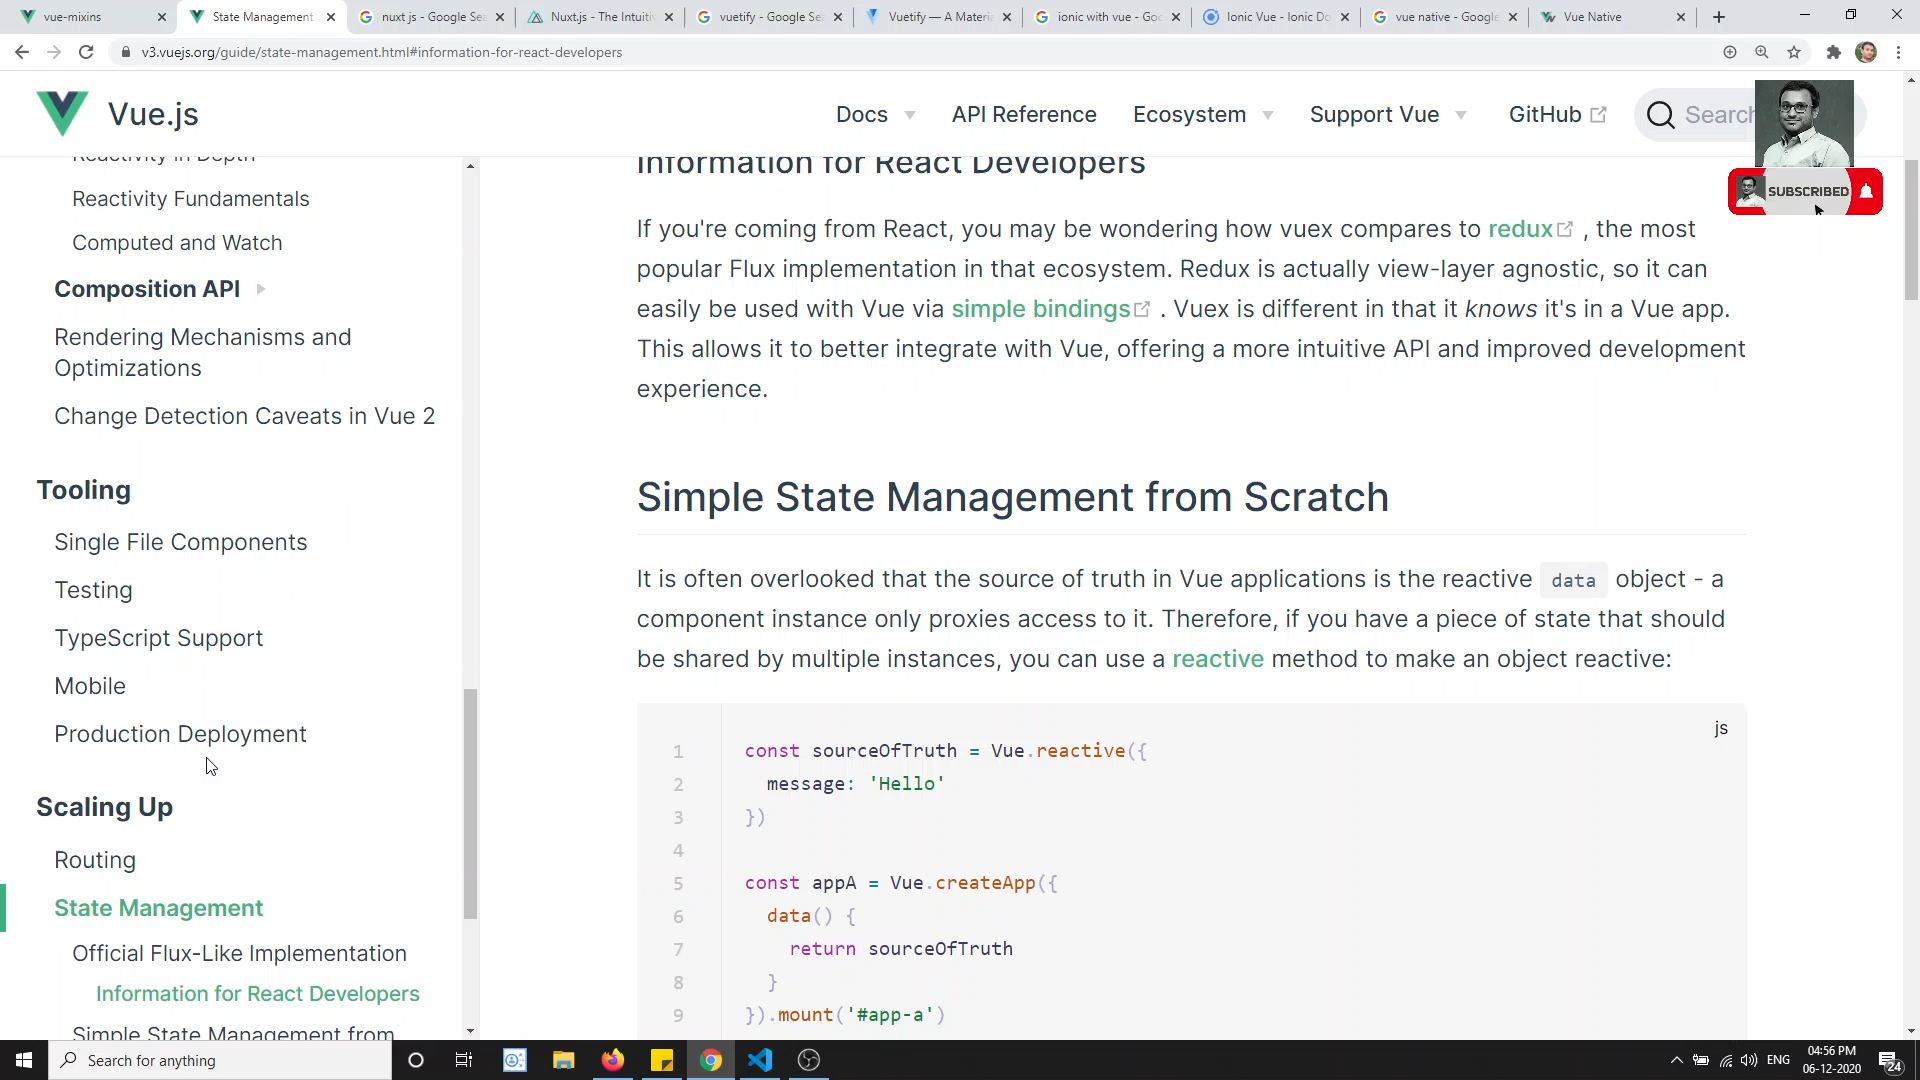 vue-mixins
State Management
nuxt js - Google Se
Nuxt.js - The Intuiti
vuetify - Google Se
Vuetify — A Materia
ionic with vue - Goo
Ionic Vue - Ionic Do
vue native - Google
Vue Native
v3.vuejs.org/guide/state-management.html#information-for-react-developers
Vue.js
Docs
API Reference
Ecosystem
Support Vue
GitHub
Search
SUBSCRIBED
Reactivity in Depth
Reactivity Fundamentals
Computed and Watch
Composition API
Rendering Mechanisms and
Optimizations
Change Detection Caveats in Vue 2
Tooling
Single File Components
Testing
TypeScript Support
Mobile
Production Deployment
Scaling Up
Routing
State Management
Official Flux-Like Implementation
Information for React Developers
Simple State Management from
Information for React Developers
If you're coming from React, you may be wondering how vuex compares to redux , the most
popular Flux implementation in that ecosystem. Redux is actually view-layer agnostic, so it can
easily be used with Vue via simple bindings . Vuex is different in that it knows it's in a Vue app.
This allows it to better integrate with Vue, offering a more intuitive API and improved development
experience.
Simple State Management from Scratch
It is often overlooked that the source of truth in Vue applications is the reactive data object - a
component instance only proxies access to it. Therefore, if you have a piece of state that should
be shared by multiple instances, you can use a reactive method to make an object reactive:
js
1 const sourceOfTruth = Vue.reactive({
2 message: 'Hello'
3 })
4
5 const appA = Vue.createApp({
6 data() {
7 return sourceOfTruth
8 }
9 }).mount('#app-a')
Search for anything
ENG
04:56 PM
06-12-2020
24